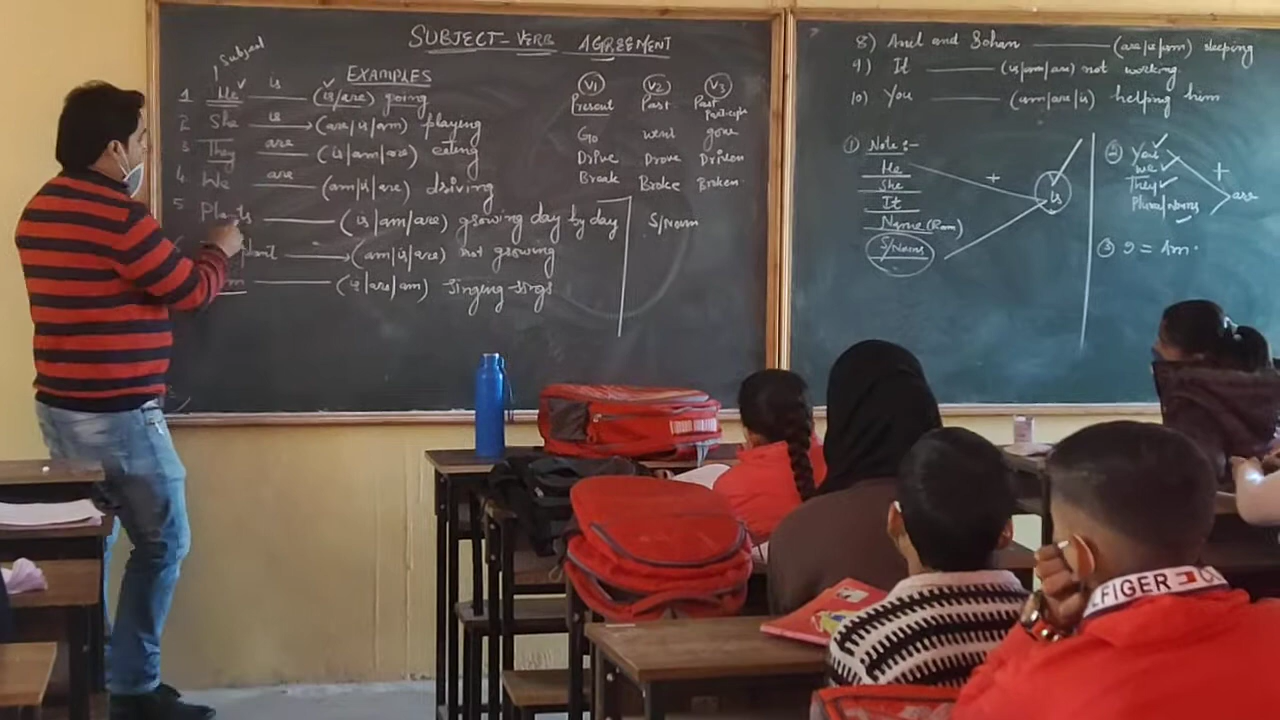 SUBJECT-VERB AGREEMENT
Subject
EXAMPLES
1 He is (is/are) going
2 She is (are/is/am) playing
3 They are (is/am/are) eating
4 We are (am/is/are) driving
5 Plants (is/am/are) growing day by day
(am/is/are) not growing
(is/are/am) singing songs
V1 V2 V3
Present Past Past Participle
Go went gone
Drive Drove Driven
Break Broke Broken
S/Noun
8) Anil and Sohan (are/is/am) sleeping
9) It (is/am/are) not working
10) You (am/are/is) helping him
① Note :-
He
She
It
Name (Ram)
S/Nouns
+ is
② You
We
They
Plural nouns
+ are
③ I = Am.
FIGER